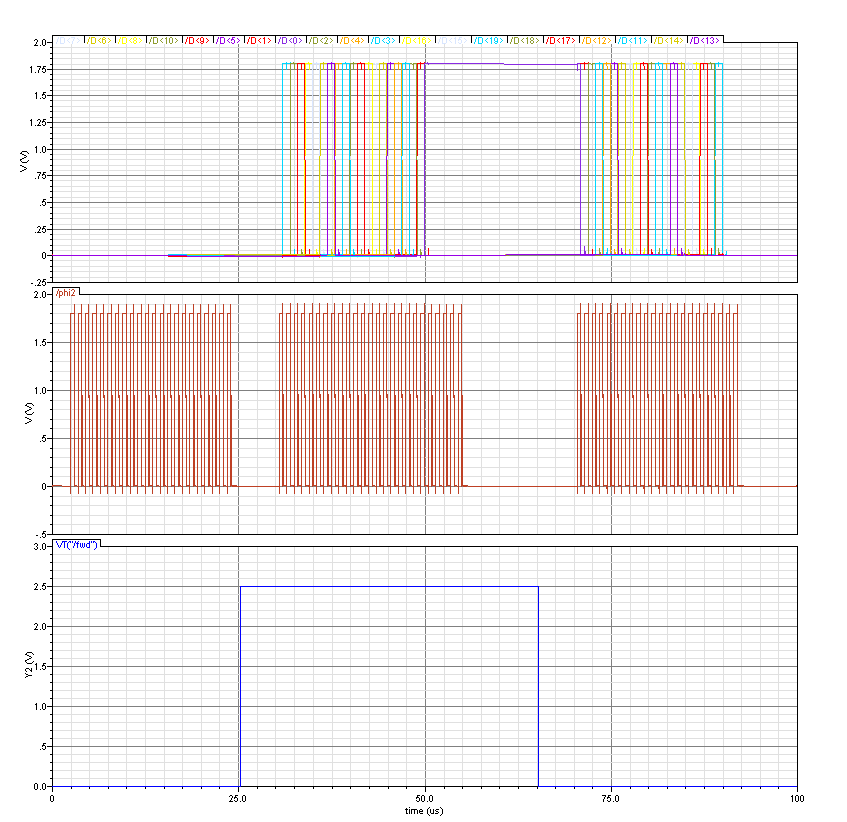 /D<6> /D<10> /D<9> /D<5> /D<1> /D<0> /D<2> /D<4> /D<3> /D<19> /D<18> /D<17> /D<12> /D<11> /D<14> /D<13>
2.0
1.75
1.5
1.25
1.0
.75
.5
.25
0
-.25
V (V)
/phi2
2.0
1.5
1.0
.5
0
-.5
V (V)
VT("/fwd")
3.0
2.5
2.0
1.5
1.0
.5
0.0
Y2 (V)
0 25.0 50.0 75.0 100
time (us)